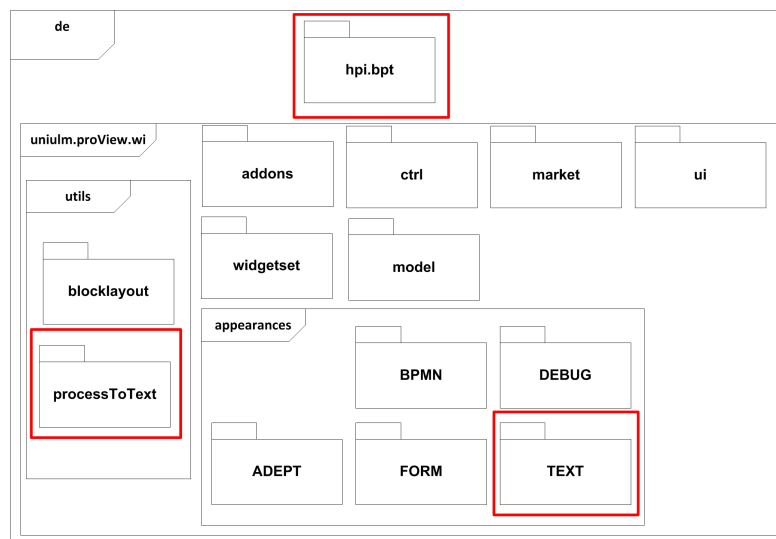 de
hpi.bpt
uniulm.proView.wi
addons
ctrl
market
ui
utils
widgetset
model
blocklayout
appearances
processToText
BPMN
DEBUG
ADEPT
FORM
TEXT